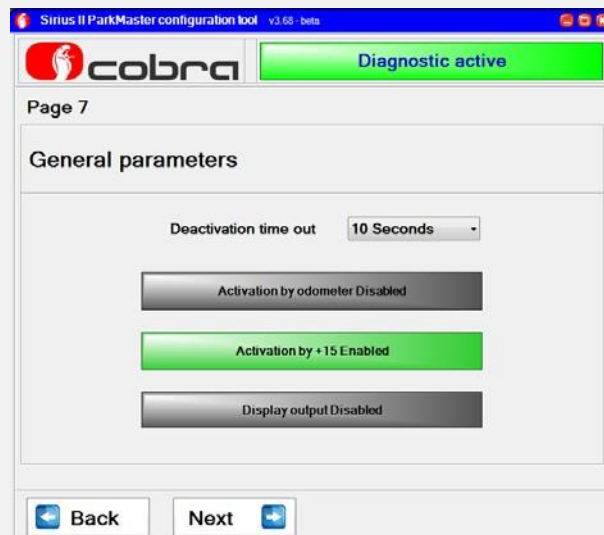 Sirius II ParkMaster configuration tool v3.68 - beta
cobra
Diagnostic active
Page 7
General parameters
Deactivation time out 10 Seconds
Activation by odometer Disabled
Activation by +15 Enabled
Display output Disabled
Back Next